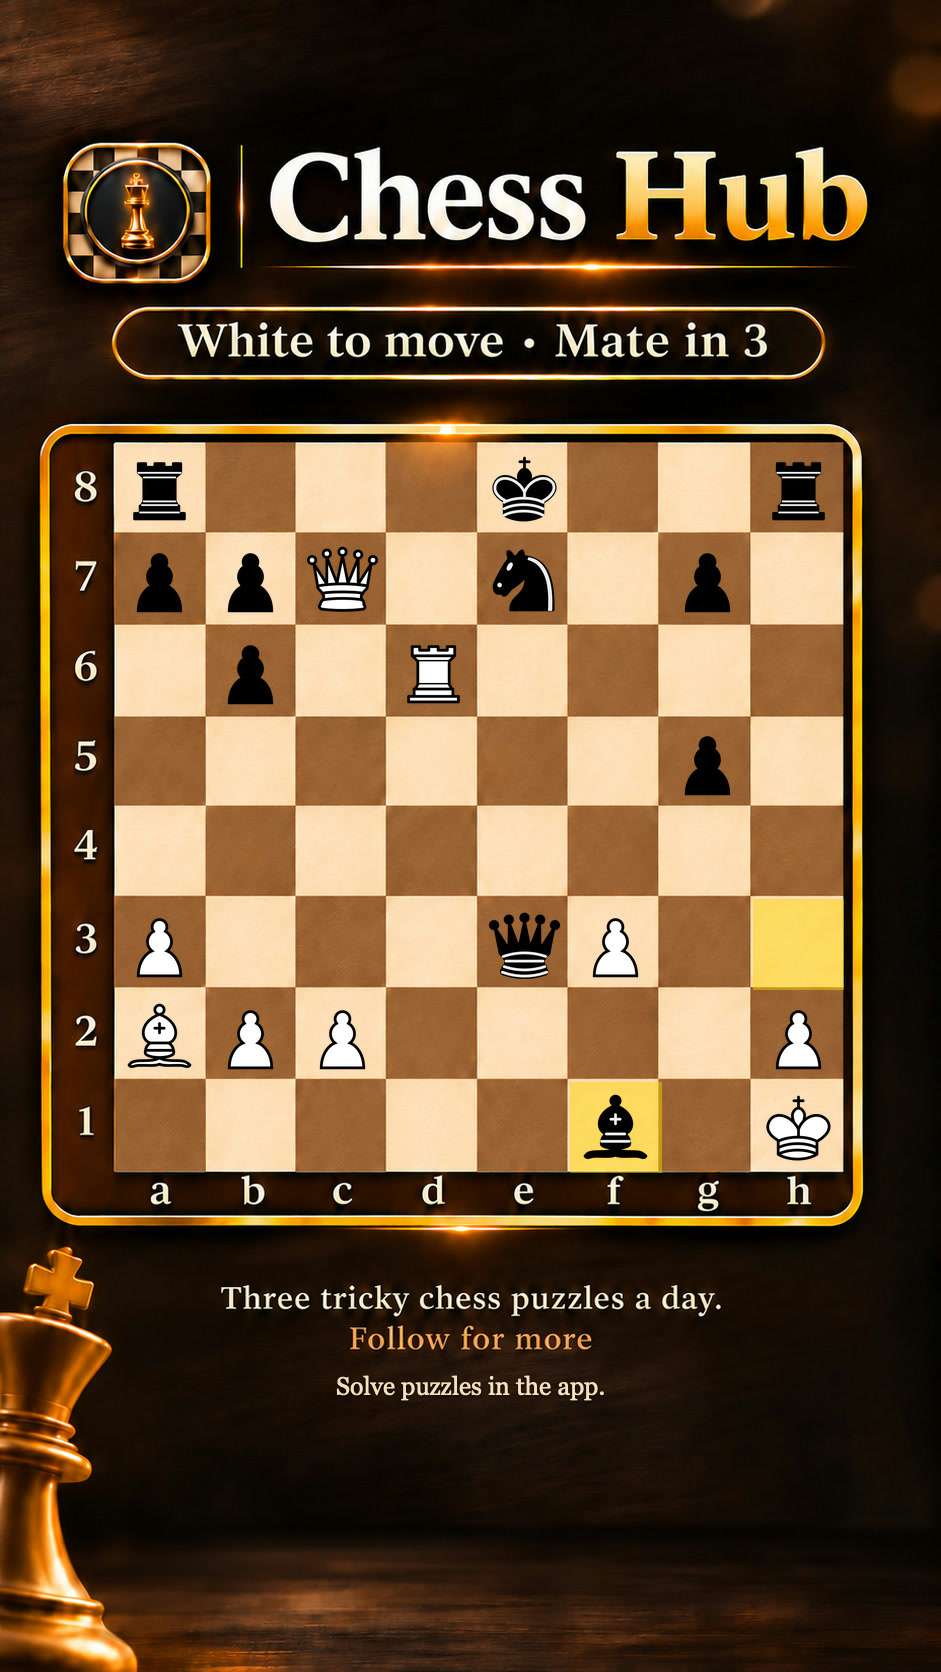 Chess Hub
White to move • Mate in 3
8
7
6
5
4
3
2
1
a b c d e f g h
Three tricky chess puzzles a day.
Follow for more
Solve puzzles in the app.